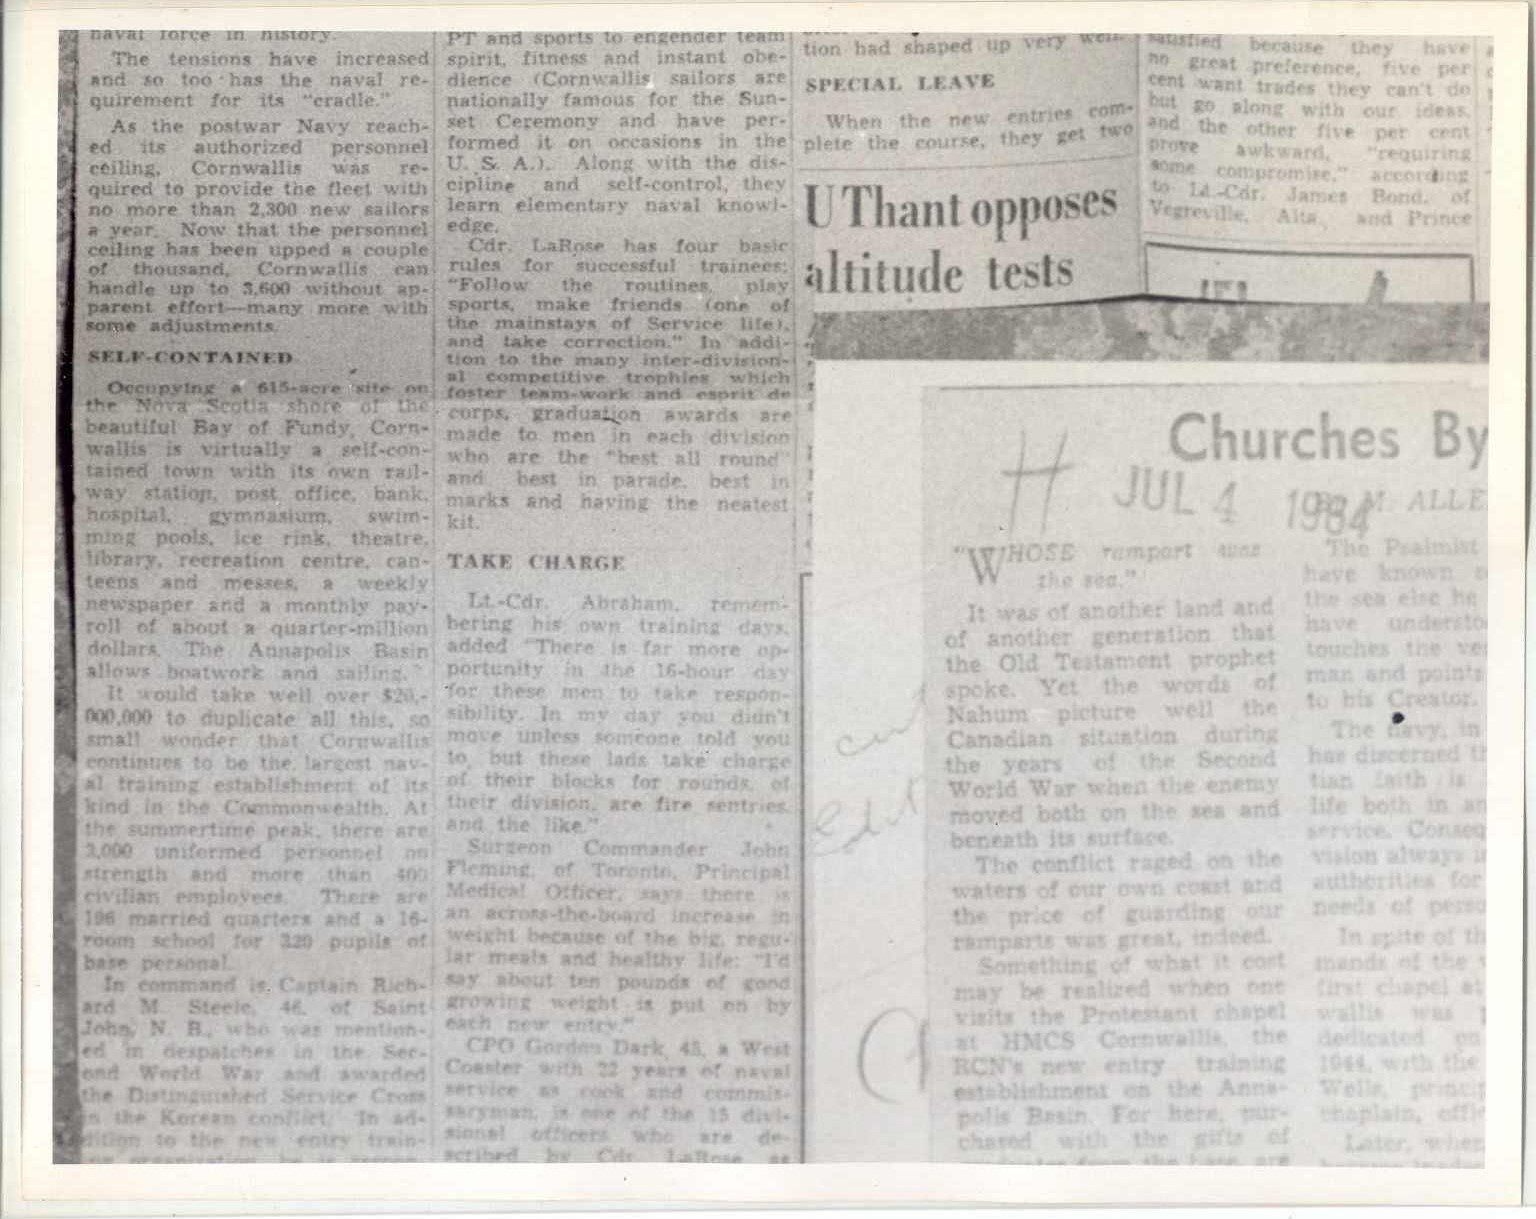 naval force in history.
The tensions have increased
and so too has the naval re-
quirement for its "cradle."
As the postwar Navy reach-
ed its authorized personnel
ceiling, Cornwallis was re-
quired to provide the fleet with
no more than 2,300 new sailors
a year. Now that the personnel
ceiling has been upped a couple
of thousand, Cornwallis can
handle up to 3,600 without ap-
parent effort—many more with
some adjustments.
SELF-CONTAINED
Occupying a 615-acre site on
the Nova Scotia shore of the
beautiful Bay of Fundy, Corn-
wallis is virtually a self-con-
tained town with its own rail-
way station, post office, bank,
hospital, gymnasium, swim-
ming pools, ice rink, theatre,
library, recreation centre, can-
teens and messes, a weekly
newspaper and a monthly pay-
roll of about a quarter-million
dollars. The Annapolis Basin
allows boatwork and sailing."
It would take well over $20,-
000,000 to duplicate all this, so
small wonder that Cornwallis
continues to be the largest nav-
al training establishment of its
kind in the Commonwealth. At
the summertime peak, there are
3,000 uniformed personnel on
strength and more than 400
civilian employees. There are
196 married quarters and a 16-
room school for 320 pupils of
base personal.
In command is Captain Rich-
ard M. Steele, 46, of Saint
John, N. B., who was mention-
ed in despatches in the Sec-
ond World War and awarded
the Distinguished Service Cross
in the Korean conflict. In ad-
dition to the new entry train-
PT and sports to engender team
spirit, fitness and instant obe-
dience (Cornwallis sailors are
nationally famous for the Sun-
set Ceremony and have per-
formed it on occasions in the
U. S. A.). Along with the dis-
cipline and self-control, they
learn elementary naval knowl-
edge.
Cdr. LaRose has four basic
rules for successful trainees:
"Follow the routines, play
sports, make friends (one of
the mainstays of Service life),
and take correction." In addi-
tion to the many inter-division-
al competitive trophies which
foster team-work and esprit de
corps, graduation awards are
made to men in each division
who are the "best all round"
and best in parade, best in
marks and having the neatest
kit.
TAKE CHARGE
Lt.-Cdr. Abraham, remem-
bering his own training days,
added "There is far more op-
portunity in the 16-hour day
for these men to take respon-
sibility. In my day you didn't
move unless someone told you
to, but these lads take charge
of their blocks for rounds, of
their division, are fire sentries,
and the like."
Surgeon Commander John
Fleming, of Toronto, Principal
Medical Officer, says there is
an across-the-board increase in
weight because of the big, regu-
lar meals and healthy life: "I'd
say about ten pounds of good
growing weight is put on by
each new entry."
CPO Gordon Dark, 43, a West
Coaster with 22 years of naval
service as cook and commis-
saryman, is one of the 15 divi-
sional officers who are de-
scribed by Cdr. LaRose as
tion had shaped up very well.
SPECIAL LEAVE
When the new entries com-
plete the course, they get two
U Thant opposes
altitude tests
satisfied because they have
no great preference, five per
cent want trades they can't do
but go along with our ideas,
and the other five per cent
prove awkward, "requiring
some compromise," according
to Lt.-Cdr. James Bond, of
Vegreville, Alta., and Prince
Churches By
H JUL 4 1984
M. ALLE
"WHOSE rampart was
the sea."
It was of another land and
of another generation that
the Old Testament prophet
spoke. Yet the words of
Nahum picture well the
Canadian situation during
the years of the Second
World War when the enemy
moved both on the sea and
beneath its surface.
The conflict raged on the
waters of our own coast and
the price of guarding our
ramparts was great, indeed.
Something of what it cost
may be realized when one
visits the Protestant chapel
at HMCS Cornwallis, the
RCN's new entry training
establishment on the Anna-
polis Basin. For here, pur-
chased with the gifts of
The Psalmist
have known
the sea else he
have understo
touches the
man and points
to his Creator.
The navy, in
has discerned
tian faith is
life both in
service. Conseq
vision always
authorities for
needs of perso
In spite of
mands of the
first chapel at
wallis was
dedicated
1944, with the
Wells, princip
chaplain,
Later, when